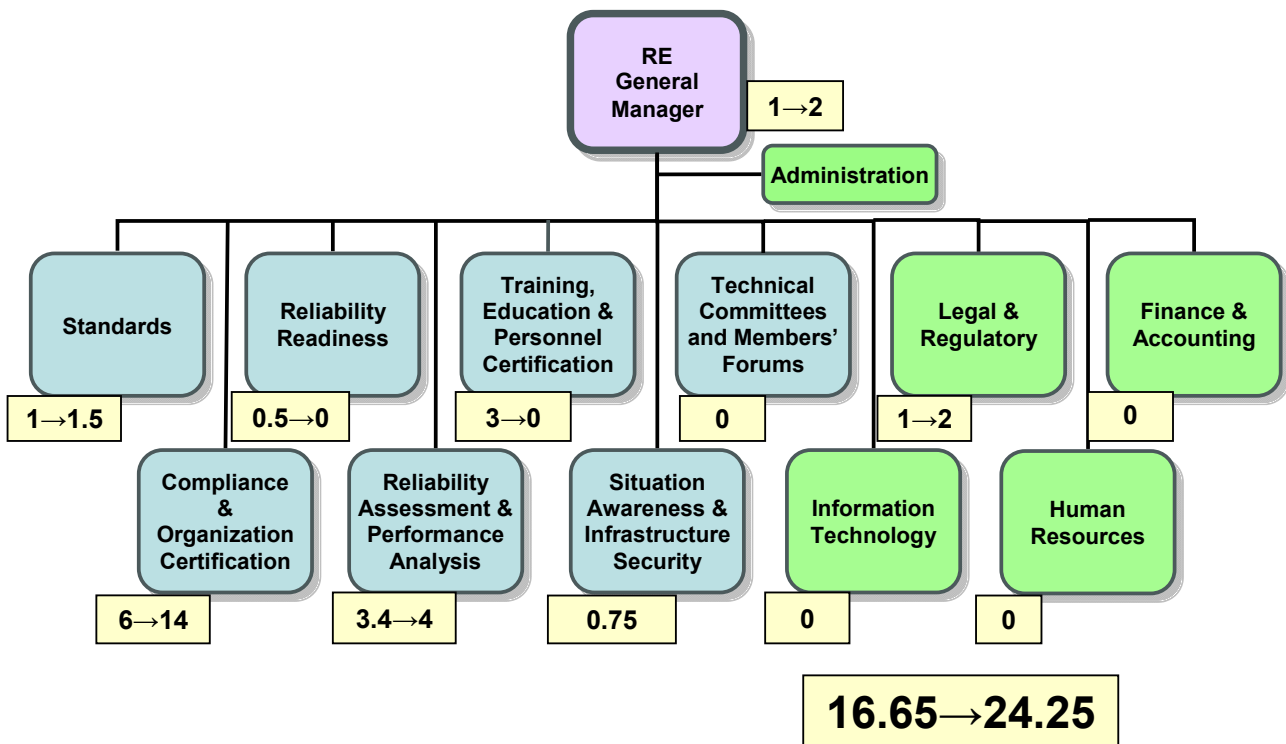 RE
General
Manager
1→2
Administration
Standards
1→1.5
Reliability
Readiness
0.5→0
Training,
Education &
Personnel
Certification
3→0
Technical
Committees
and Members’
Forums
0
Legal &
Regulatory
1→2
Finance &
Accounting
0
Compliance
&
Organization
Certification
6→14
Reliability
Assessment &
Performance
Analysis
3.4→4
Situation
Awareness &
Infrastructure
Security
0.75
Information
Technology
0
Human
Resources
0
16.65→24.25